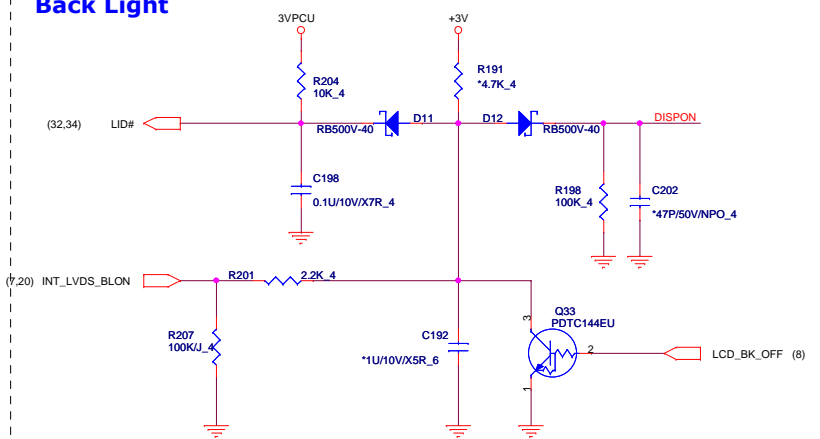 Back Light
3VPCU
+3V
R204
10K_4
R191
*4.7K_4
(32,34) LID#
RB500V-40
D11
D12
RB500V-40
DISPON
C198
0.1U/10V/X7R_4
R198
100K_4
C202
*47P/50V/NPO_4
(7,20) INT_LVDS_BLON
R201
2.2K_4
R207
100K/J_4
C192
*1U/10V/X5R_6
3
Q33
PDTC144EU
2
1
LCD_BK_OFF (8)